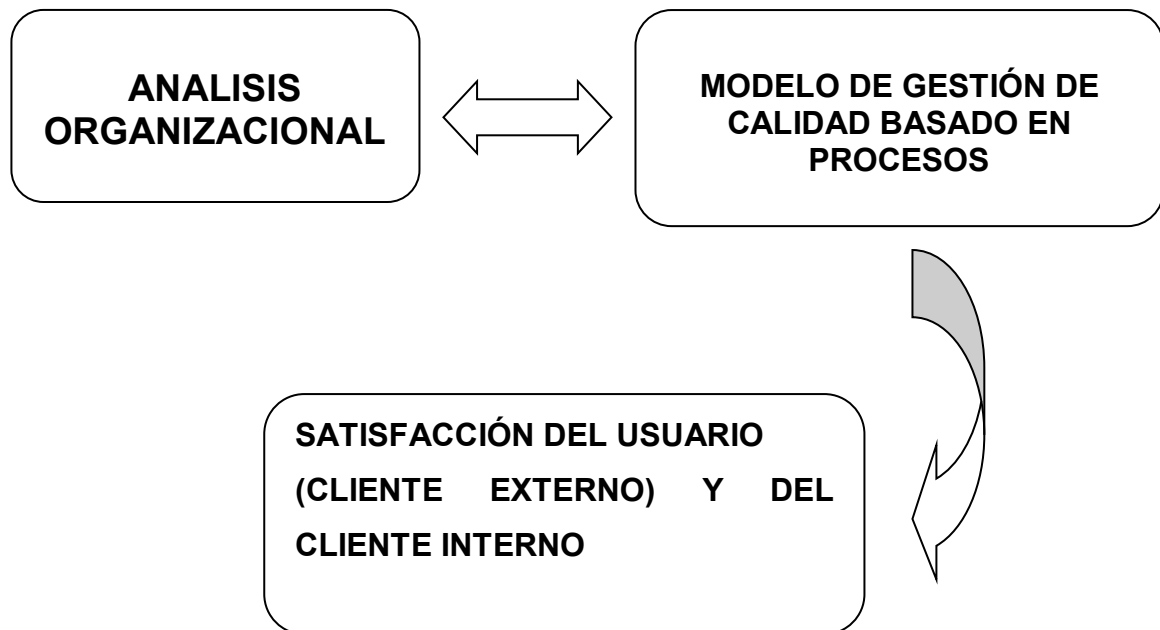 ANALISIS
ORGANIZACIONAL
MODELO DE GESTIÓN DE
CALIDAD BASADO EN
PROCESOS
SATISFACCIÓN DEL USUARIO
(CLIENTE EXTERNO) Y DEL
CLIENTE INTERNO